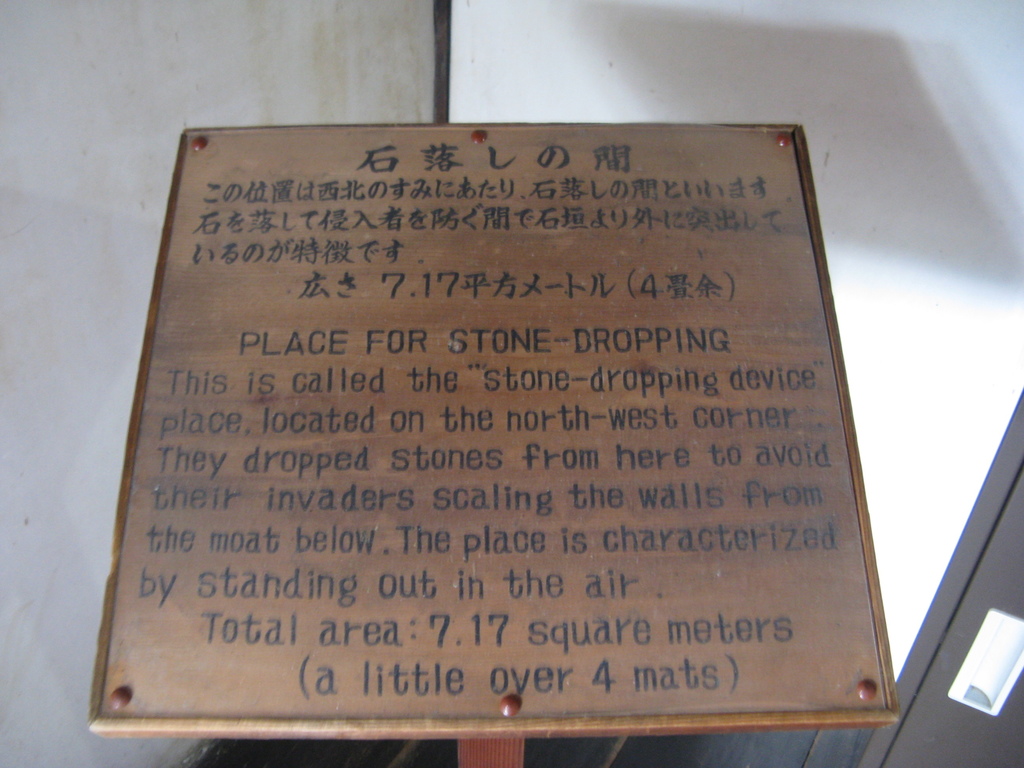 石落しの間
この位置は西北のすみにあたり、石落しの間といいます
石を落して侵入者を防ぐ間で石垣より外に突出して
いるのが特徴です.
広さ 7.17平方メートル(4畳余)
PLACE FOR STONE-DROPPING
This is called the "stone-dropping device"
place, located on the north-west corner.
They dropped stones from here to avoid
their invaders scaling the walls from
the moat below. The place is characterized
by standing out in the air.
Total area: 7.17 square meters
(a little over 4 mats)